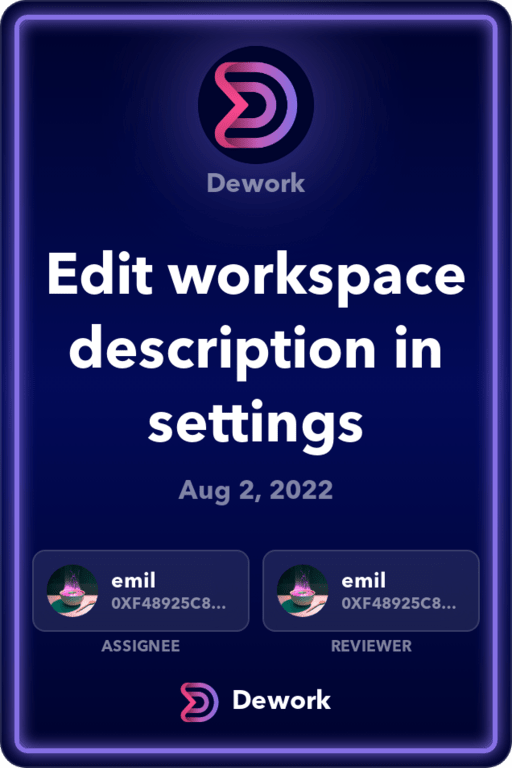 Dework
Edit workspace
description in
settings
Aug 2, 2022
emil
0XF48925C8...
ASSIGNEE
emil
0XF48925C8...
REVIEWER
Dework